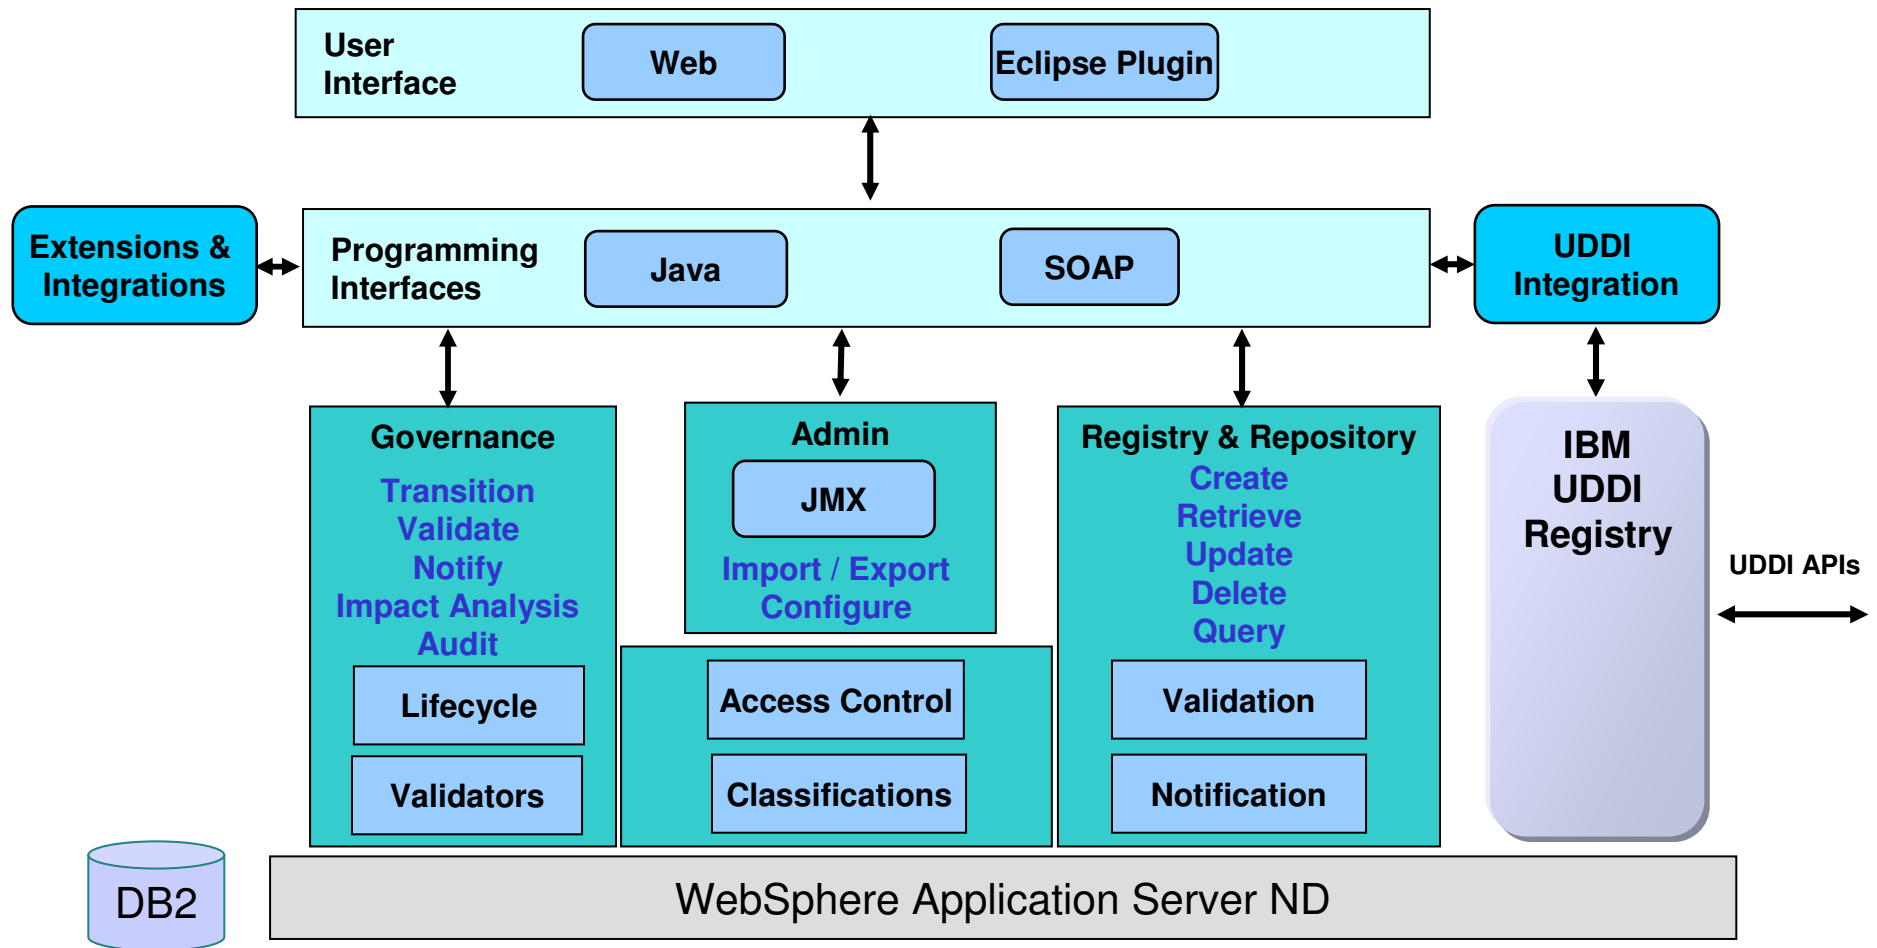 User
Interface
Web
Eclipse Plugin
Extensions &
Integrations
Programming
Interfaces
Java
SOAP
UDDI
Integration
Governance
Transition
Validate
Notify
Impact Analysis
Audit
Lifecycle
Validators
Admin
JMX
Import / Export
Configure
Access Control
Classifications
Registry & Repository
Create
Retrieve
Update
Delete
Query
Validation
Notification
IBM
UDDI
Registry
UDDI APIs
DB2
WebSphere Application Server ND